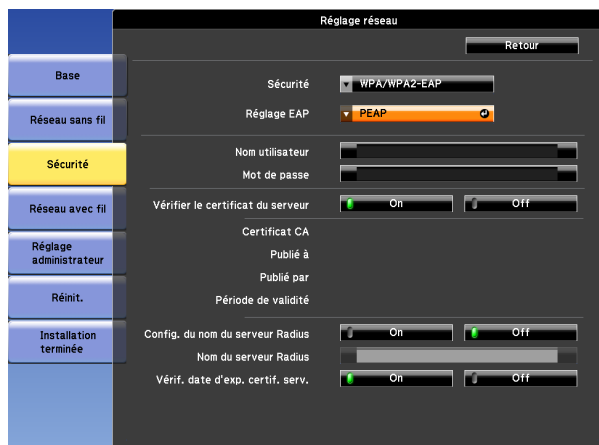 Réglage réseau
Retour
Base
Réseau sans fil
Sécurité
Réseau avec fil
Réglage
administrateur
Réinit.
Installation
terminée
Sécurité WPA/WPA2-EAP
Réglage EAP PEAP
Nom utilisateur
Mot de passe
Vérifier le certificat du serveur On Off
Certificat CA
Publié à
Publié par
Période de validité
Config. du nom du serveur Radius On Off
Nom du serveur Radius
Vérif. date d'exp. certif. serv. On Off